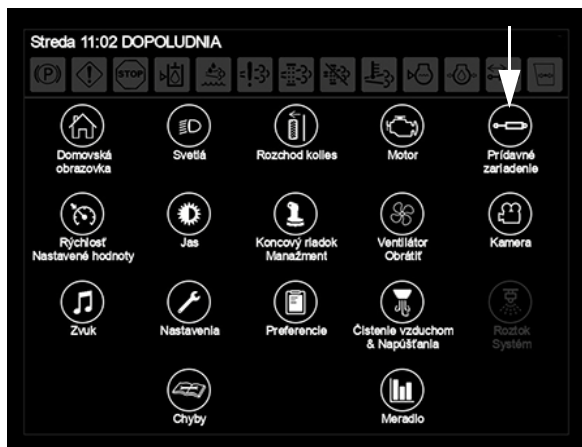 Streda 11:02 DOPOLUDNIA
(P) STOP
Domovská
obrazovka
Svetlá
Rozchod kolies
Motor
Prídavné
zariadenie
Rýchlosť
Nastavené hodnoty
Jas
Koncový riadok
Manažment
Ventilátor
Obrátiť
Kamera
Zvuk
Nastavenia
Preferencie
Čistenie vzduchom
& Napúšťania
Roztok
Systém
Chyby
Meradlo